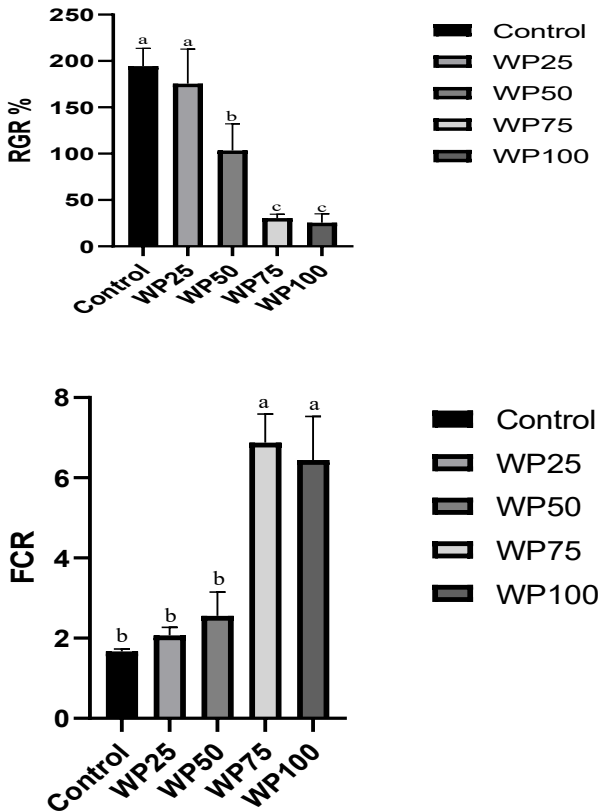 RGR %
250
200
150
100
50
0
a
a
b
c
c
Control
WP25
WP50
WP75
WP100
Control
WP25
WP50
WP75
WP100
FCR
8
6
4
2
0
b
b
b
a
a
Control
WP25
WP50
WP75
WP100
Control
WP25
WP50
WP75
WP100